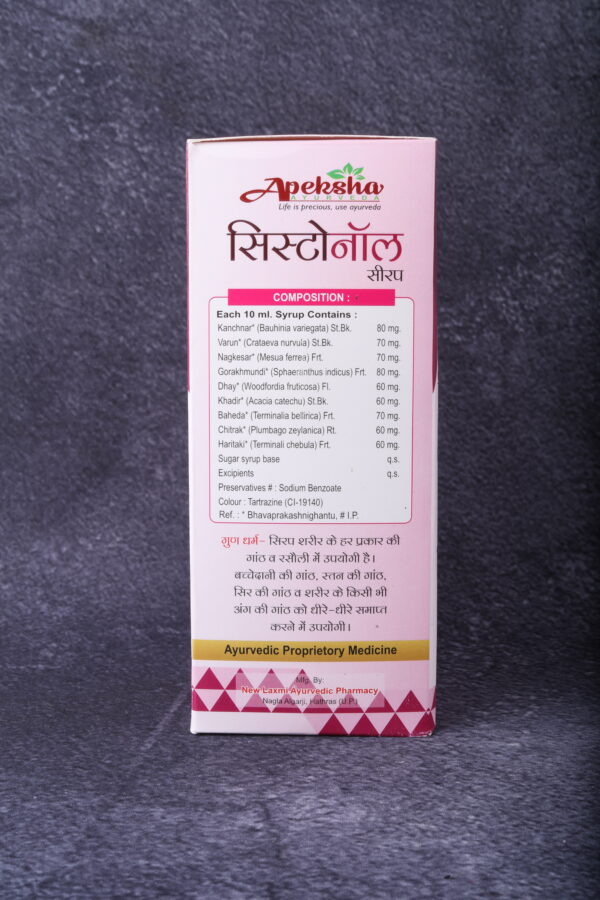 Apeksha
AYURVEDA
Life is precious, use ayurveda
सिस्टोनॉल
सीरप
COMPOSITION :
Each 10 ml. Syrup Contains :
Kanchnar* (Bauhinia variegata) St.Bk. 80 mg.
Varun* (Crataeva nurvula) St.Bk. 70 mg.
Nagkesar* (Mesua ferrea) Frt. 70 mg.
Gorakhmundi* (Sphaeranthus indicus) Frt. 80 mg.
Dhay* (Woodfordia fruticosa) Fl. 60 mg.
Khadir* (Acacia catechu) St.Bk. 60 mg.
Baheda* (Terminalia bellirica) Frt. 70 mg.
Chitrak* (Plumbago zeylanica) Rt. 60 mg.
Haritaki* (Terminali chebula) Frt. 60 mg.
Sugar syrup base q.s.
Excipients q.s.
Preservatives # : Sodium Benzoate
Colour : Tartrazine (CI-19140)
Ref. : * Bhavaprakashnighantu, # I.P.
गुण धर्म– सिरप शरीर के हर प्रकार की
गांठ व रसौली में उपयोगी है।
बच्चेदानी की गांठ, स्तन की गांठ,
सिर की गांठ व शरीर के किसी भी
अंग की गांठ को धीरे–धीरे समाप्त
करने में उपयोगी।
Ayurvedic Proprietory Medicine
Mfg. By:
New Laxmi Ayurvedic Pharmacy
Nagla Algarji, Hathras (U.P.)